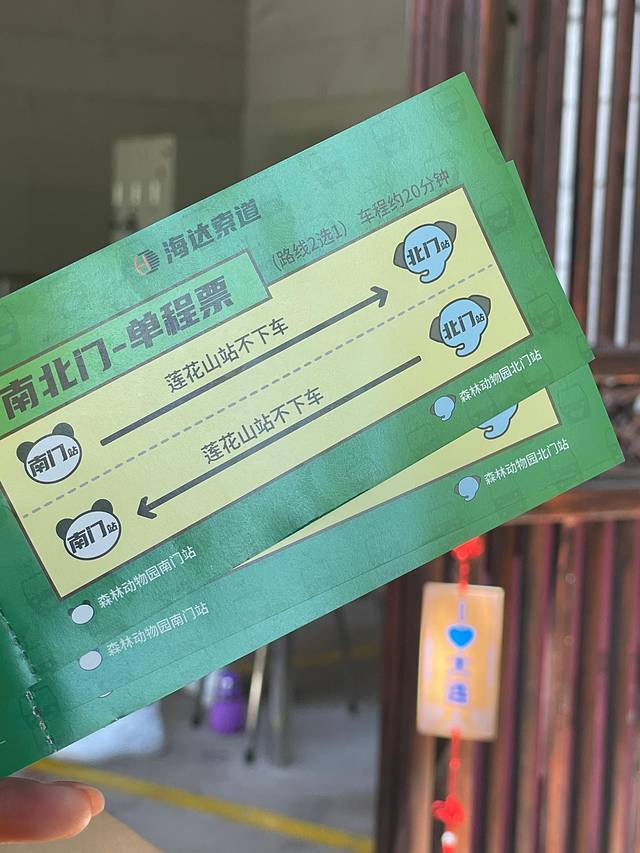 海达索道
(路线2选1) 车程约20分钟
南北门-单程票
北门站
莲花山站不下车
南门站
北门站
莲花山站不下车
南门站
森林动物园南门站
森林动物园北门站
森林动物园南门站
森林动物园北门站